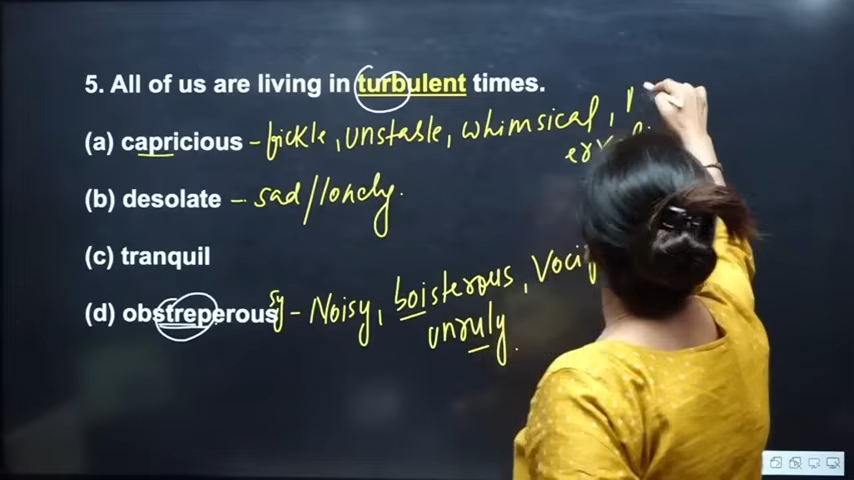 5. All of us are living in turbulent times.
(a) capricious - fickle, unstable, whimsical,
(b) desolate - sad/lonely.
(c) tranquil
(d) obstreperous sy - Noisy, boisterous,
unruly.